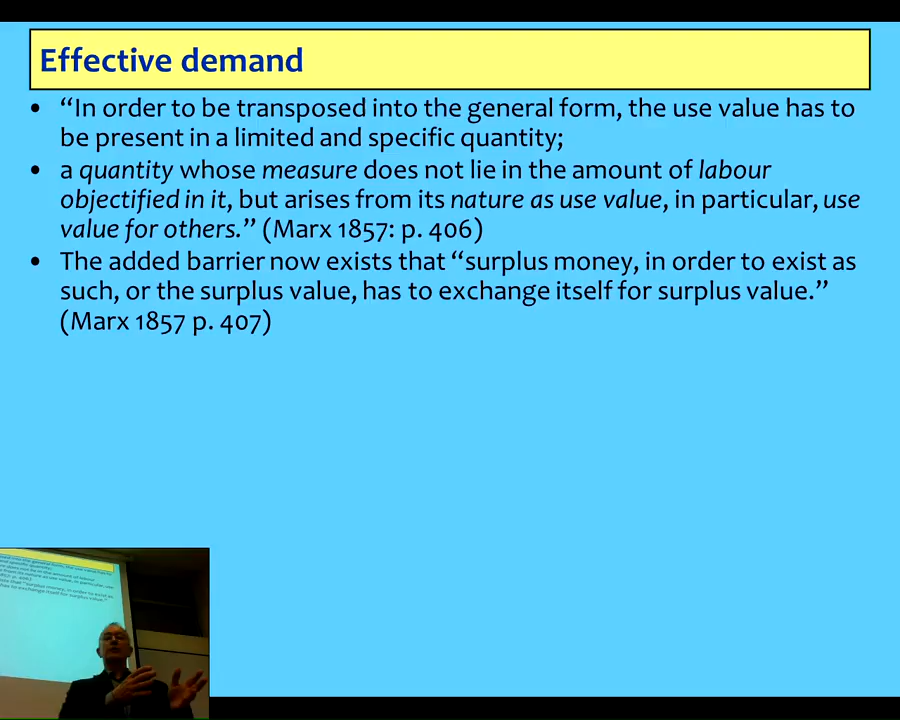 Effective demand
• “In order to be transposed into the general form, the use value has to
be present in a limited and specific quantity;
• a quantity whose measure does not lie in the amount of labour
objectified in it, but arises from its nature as use value, in particular, use
value for others.” (Marx 1857: p. 406)
• The added barrier now exists that “surplus money, in order to exist as
such, or the surplus value, has to exchange itself for surplus value.”
(Marx 1857 p. 407)